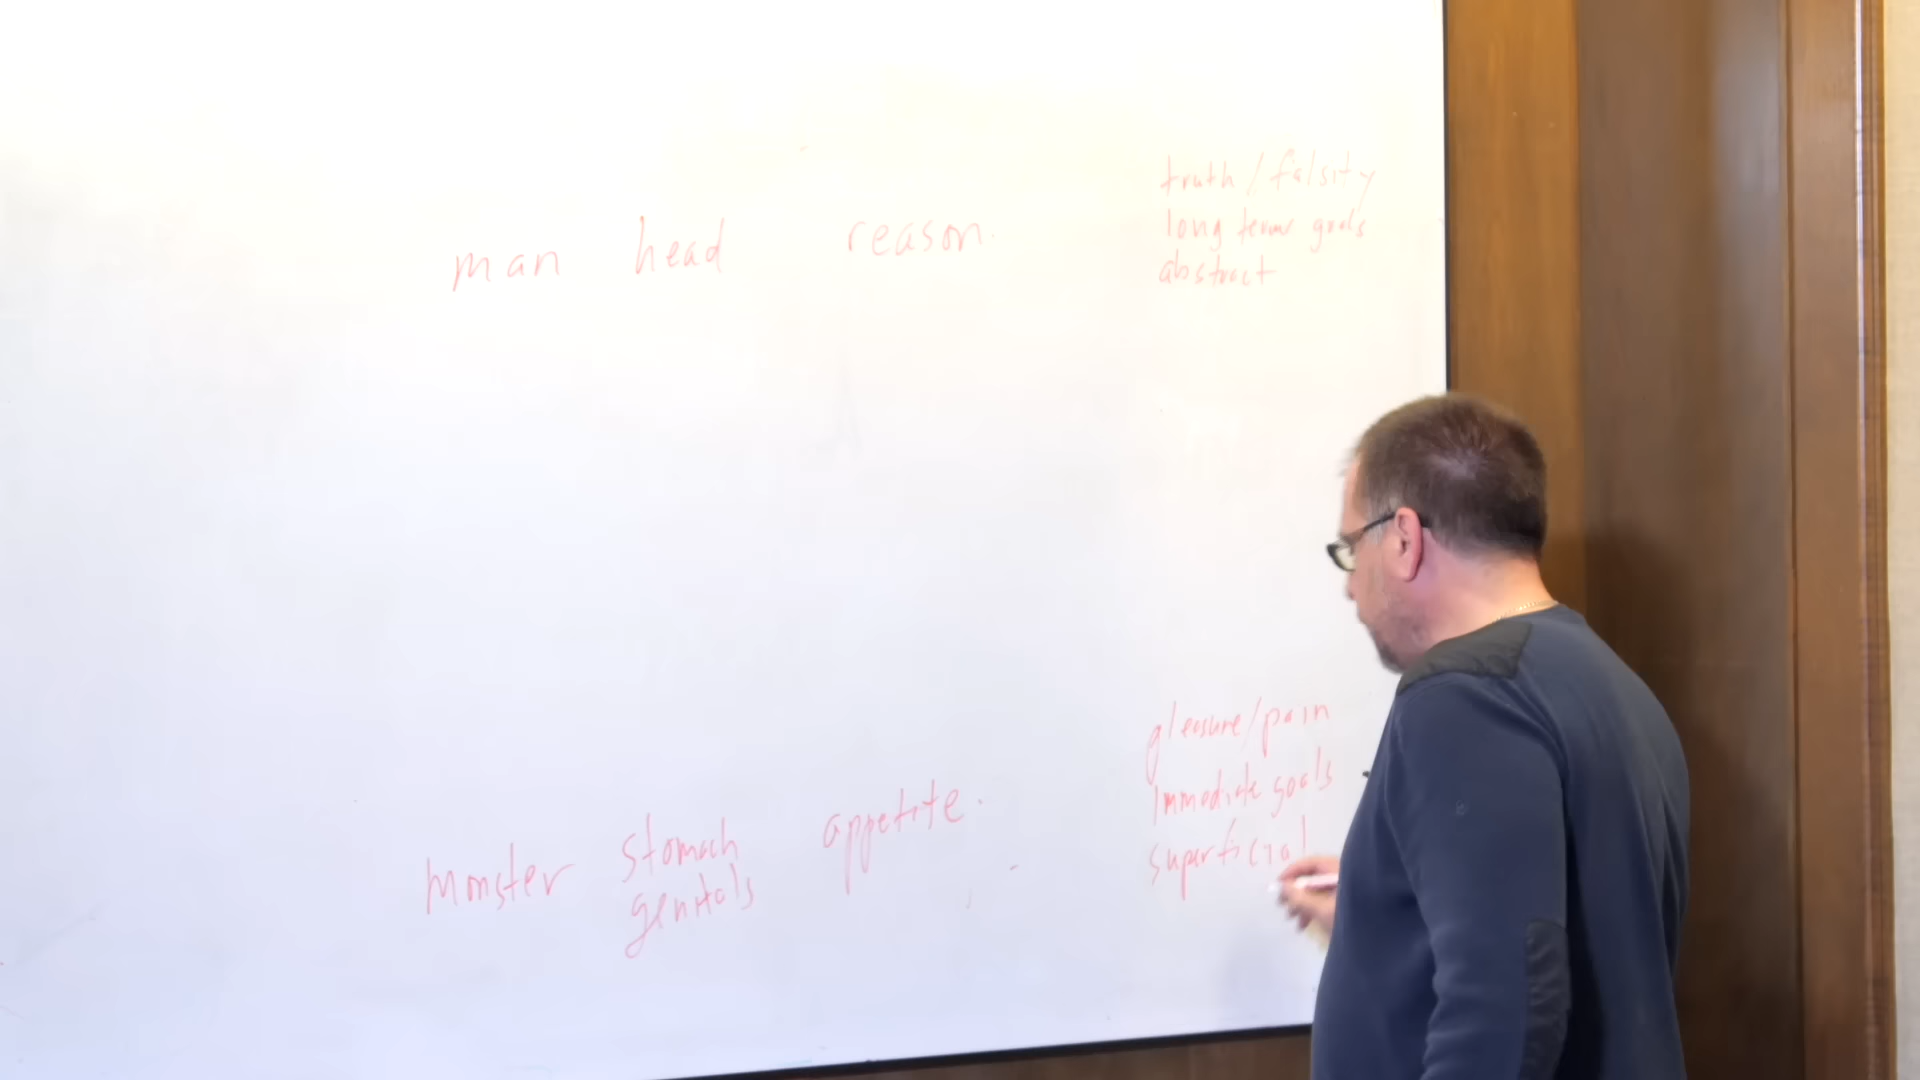 man head reason
truth / falsity
long term goals
abstract
monster stomach appetite
genitals
pleasure/pain
Immediate goals
superficial